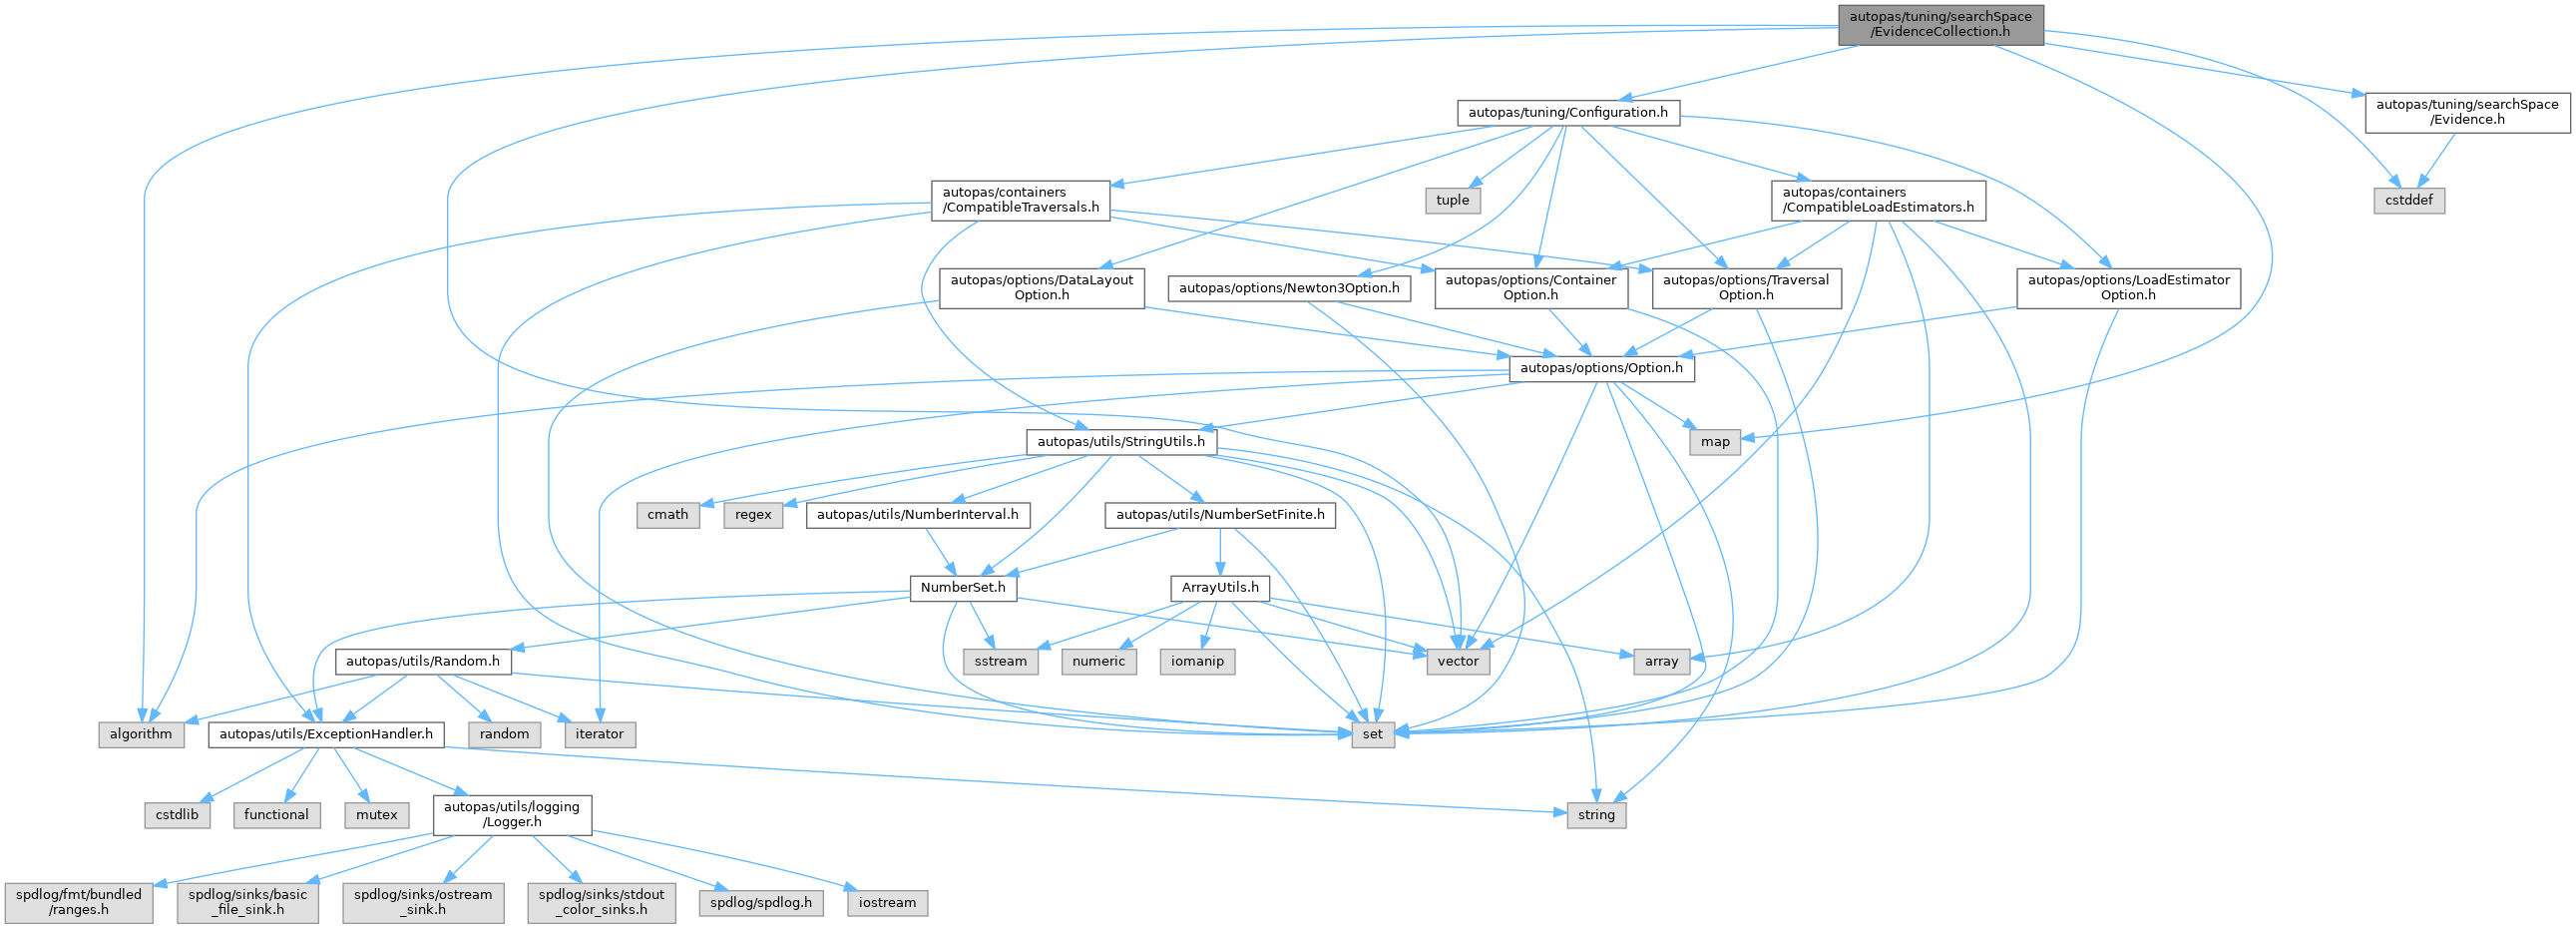 autopas/tuning/searchSpace
/EvidenceCollection.h
autopas/tuning/Configuration.h
autopas/tuning/searchSpace
/Evidence.h
autopas/containers
/CompatibleTraversals.h
tuple
autopas/containers
/CompatibleLoadEstimators.h
cstddef
autopas/options/DataLayout
Option.h
autopas/options/Newton3Option.h
autopas/options/Container
Option.h
autopas/options/Traversal
Option.h
autopas/options/LoadEstimator
Option.h
autopas/options/Option.h
autopas/utils/StringUtils.h
map
cmath
regex
autopas/utils/NumberInterval.h
autopas/utils/NumberSetFinite.h
NumberSet.h
ArrayUtils.h
autopas/utils/Random.h
sstream
numeric
iomanip
vector
array
algorithm
autopas/utils/ExceptionHandler.h
random
iterator
set
cstdlib
functional
mutex
autopas/utils/logging
/Logger.h
string
spdlog/fmt/bundled
/ranges.h
spdlog/sinks/basic
_file_sink.h
spdlog/sinks/ostream
_sink.h
spdlog/sinks/stdout
_color_sinks.h
spdlog/spdlog.h
iostream